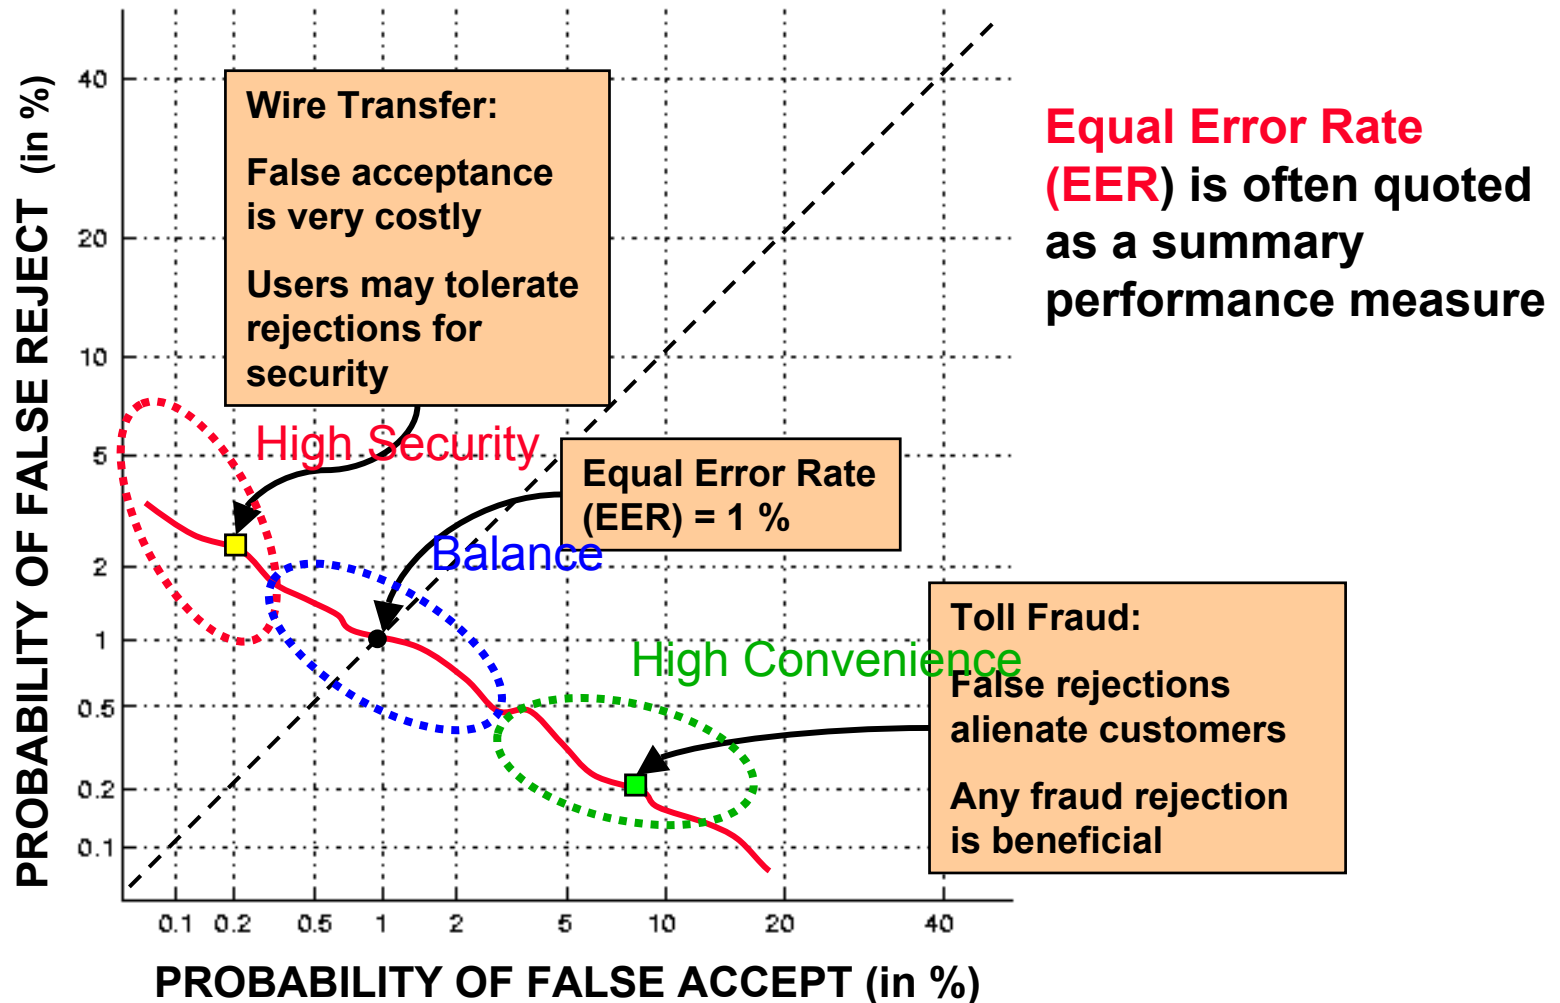 PROBABILITY OF FALSE REJECT (in %)
40
20
10
5
2
1
0.5
0.2
0.1
Wire Transfer:
False acceptance
is very costly
Users may tolerate
rejections for
security
Equal Error Rate
(EER) is often quoted
as a summary
performance measure
High Security
Equal Error Rate
(EER) = 1 %
Balance
High Convenience
Toll Fraud:
False rejections
alienate customers
Any fraud rejection
is beneficial
0.1 0.2 0.5 1 2 5 10 20 40
PROBABILITY OF FALSE ACCEPT (in %)